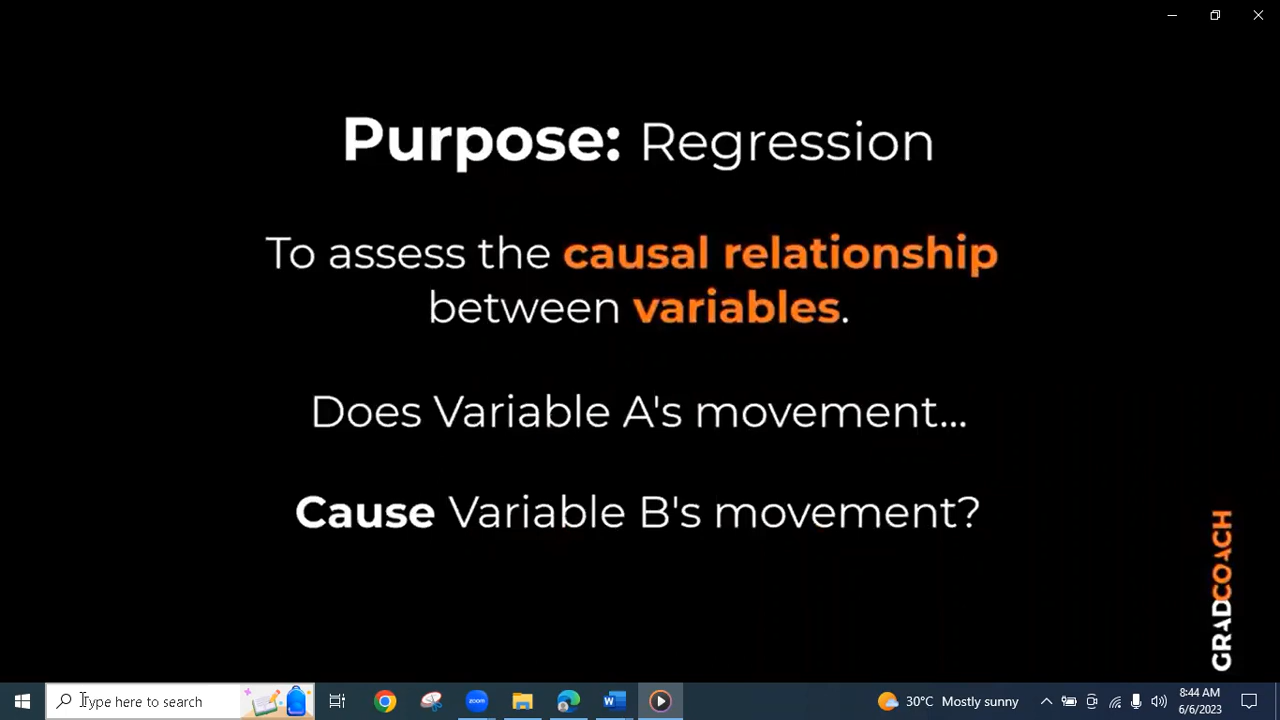 Purpose: Regression
To assess the causal relationship
between variables.
Does Variable A's movement...
Cause Variable B's movement?
GRADCOACH
Type here to search
zoom
W
30°C Mostly sunny
8:44 AM
6/6/2023